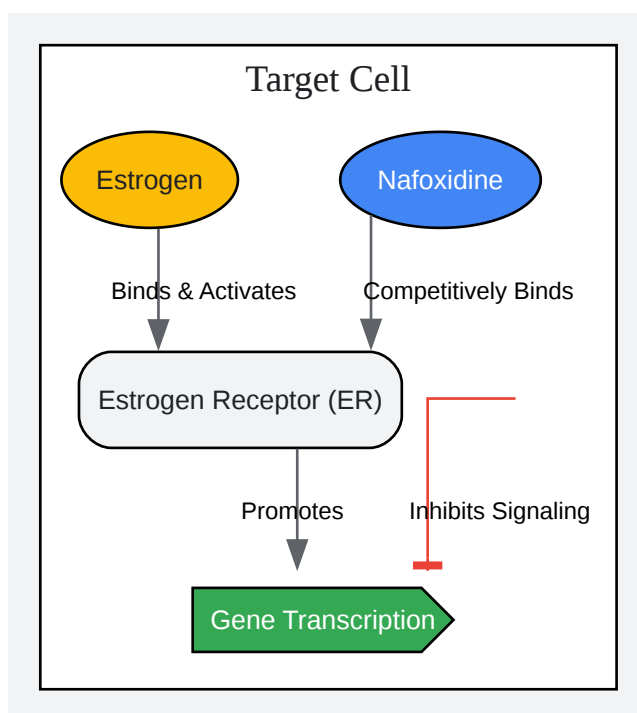 Target Cell
Estrogen
Nafoxidine
Binds & Activates
Competitively Binds
Estrogen Receptor (ER)
Promotes
Inhibits Signaling
Gene Transcription